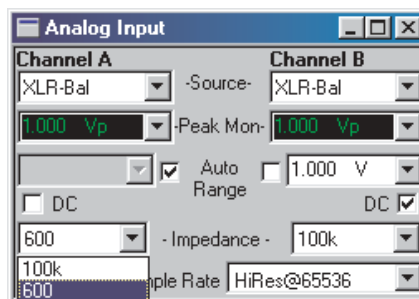 Analog Input
Channel A Channel B
XLR-Bal -Source- XLR-Bal
1.000 Vp -Peak Mon- 1.000 Vp
Auto Range 1.000 V
DC DC
600 - Impedance - 100k
100k
600 ple Rate HiRes@65536